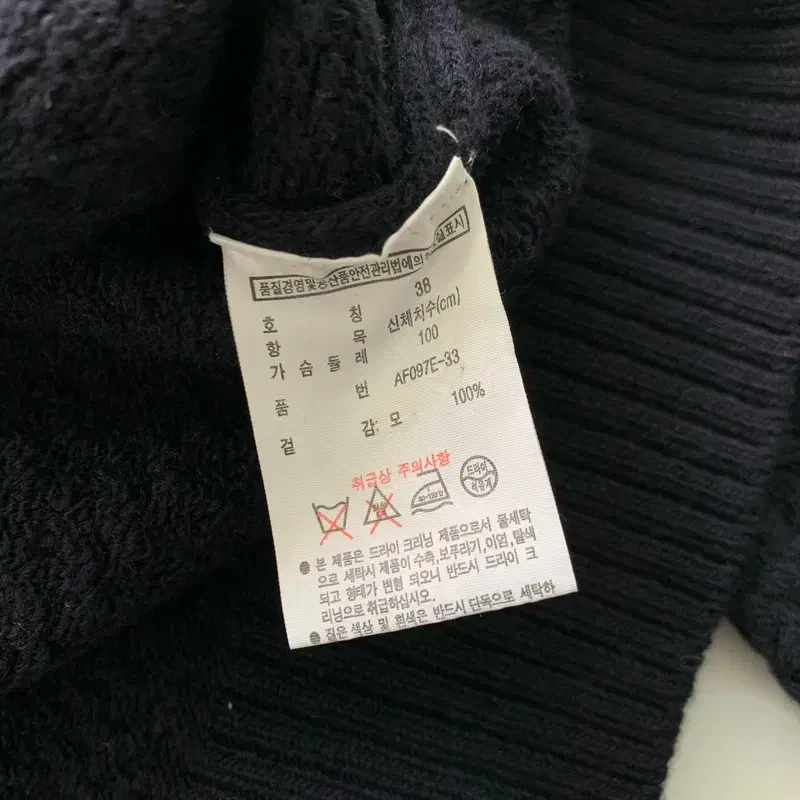 품질경영및공산품안전관리법에의 표시
호 칭 38
항 목 신체치수(cm)
가 슴 둘 레 100
품 번 AF097E-33
겉 감: 모 100%
취급상 주의사항
80~120℃
드라이
석유계
● 본 제품은 드라이 크리닝 제품으로서 물세탁
으로 세탁시 제품이 수축,보푸라기,이염,탈색
되고 형태가 변형 되오니 반드시 드라이 크
리닝으로 취급하십시오.
● 짙은 색상 및 흰색은 반드시 단독으로 세탁하